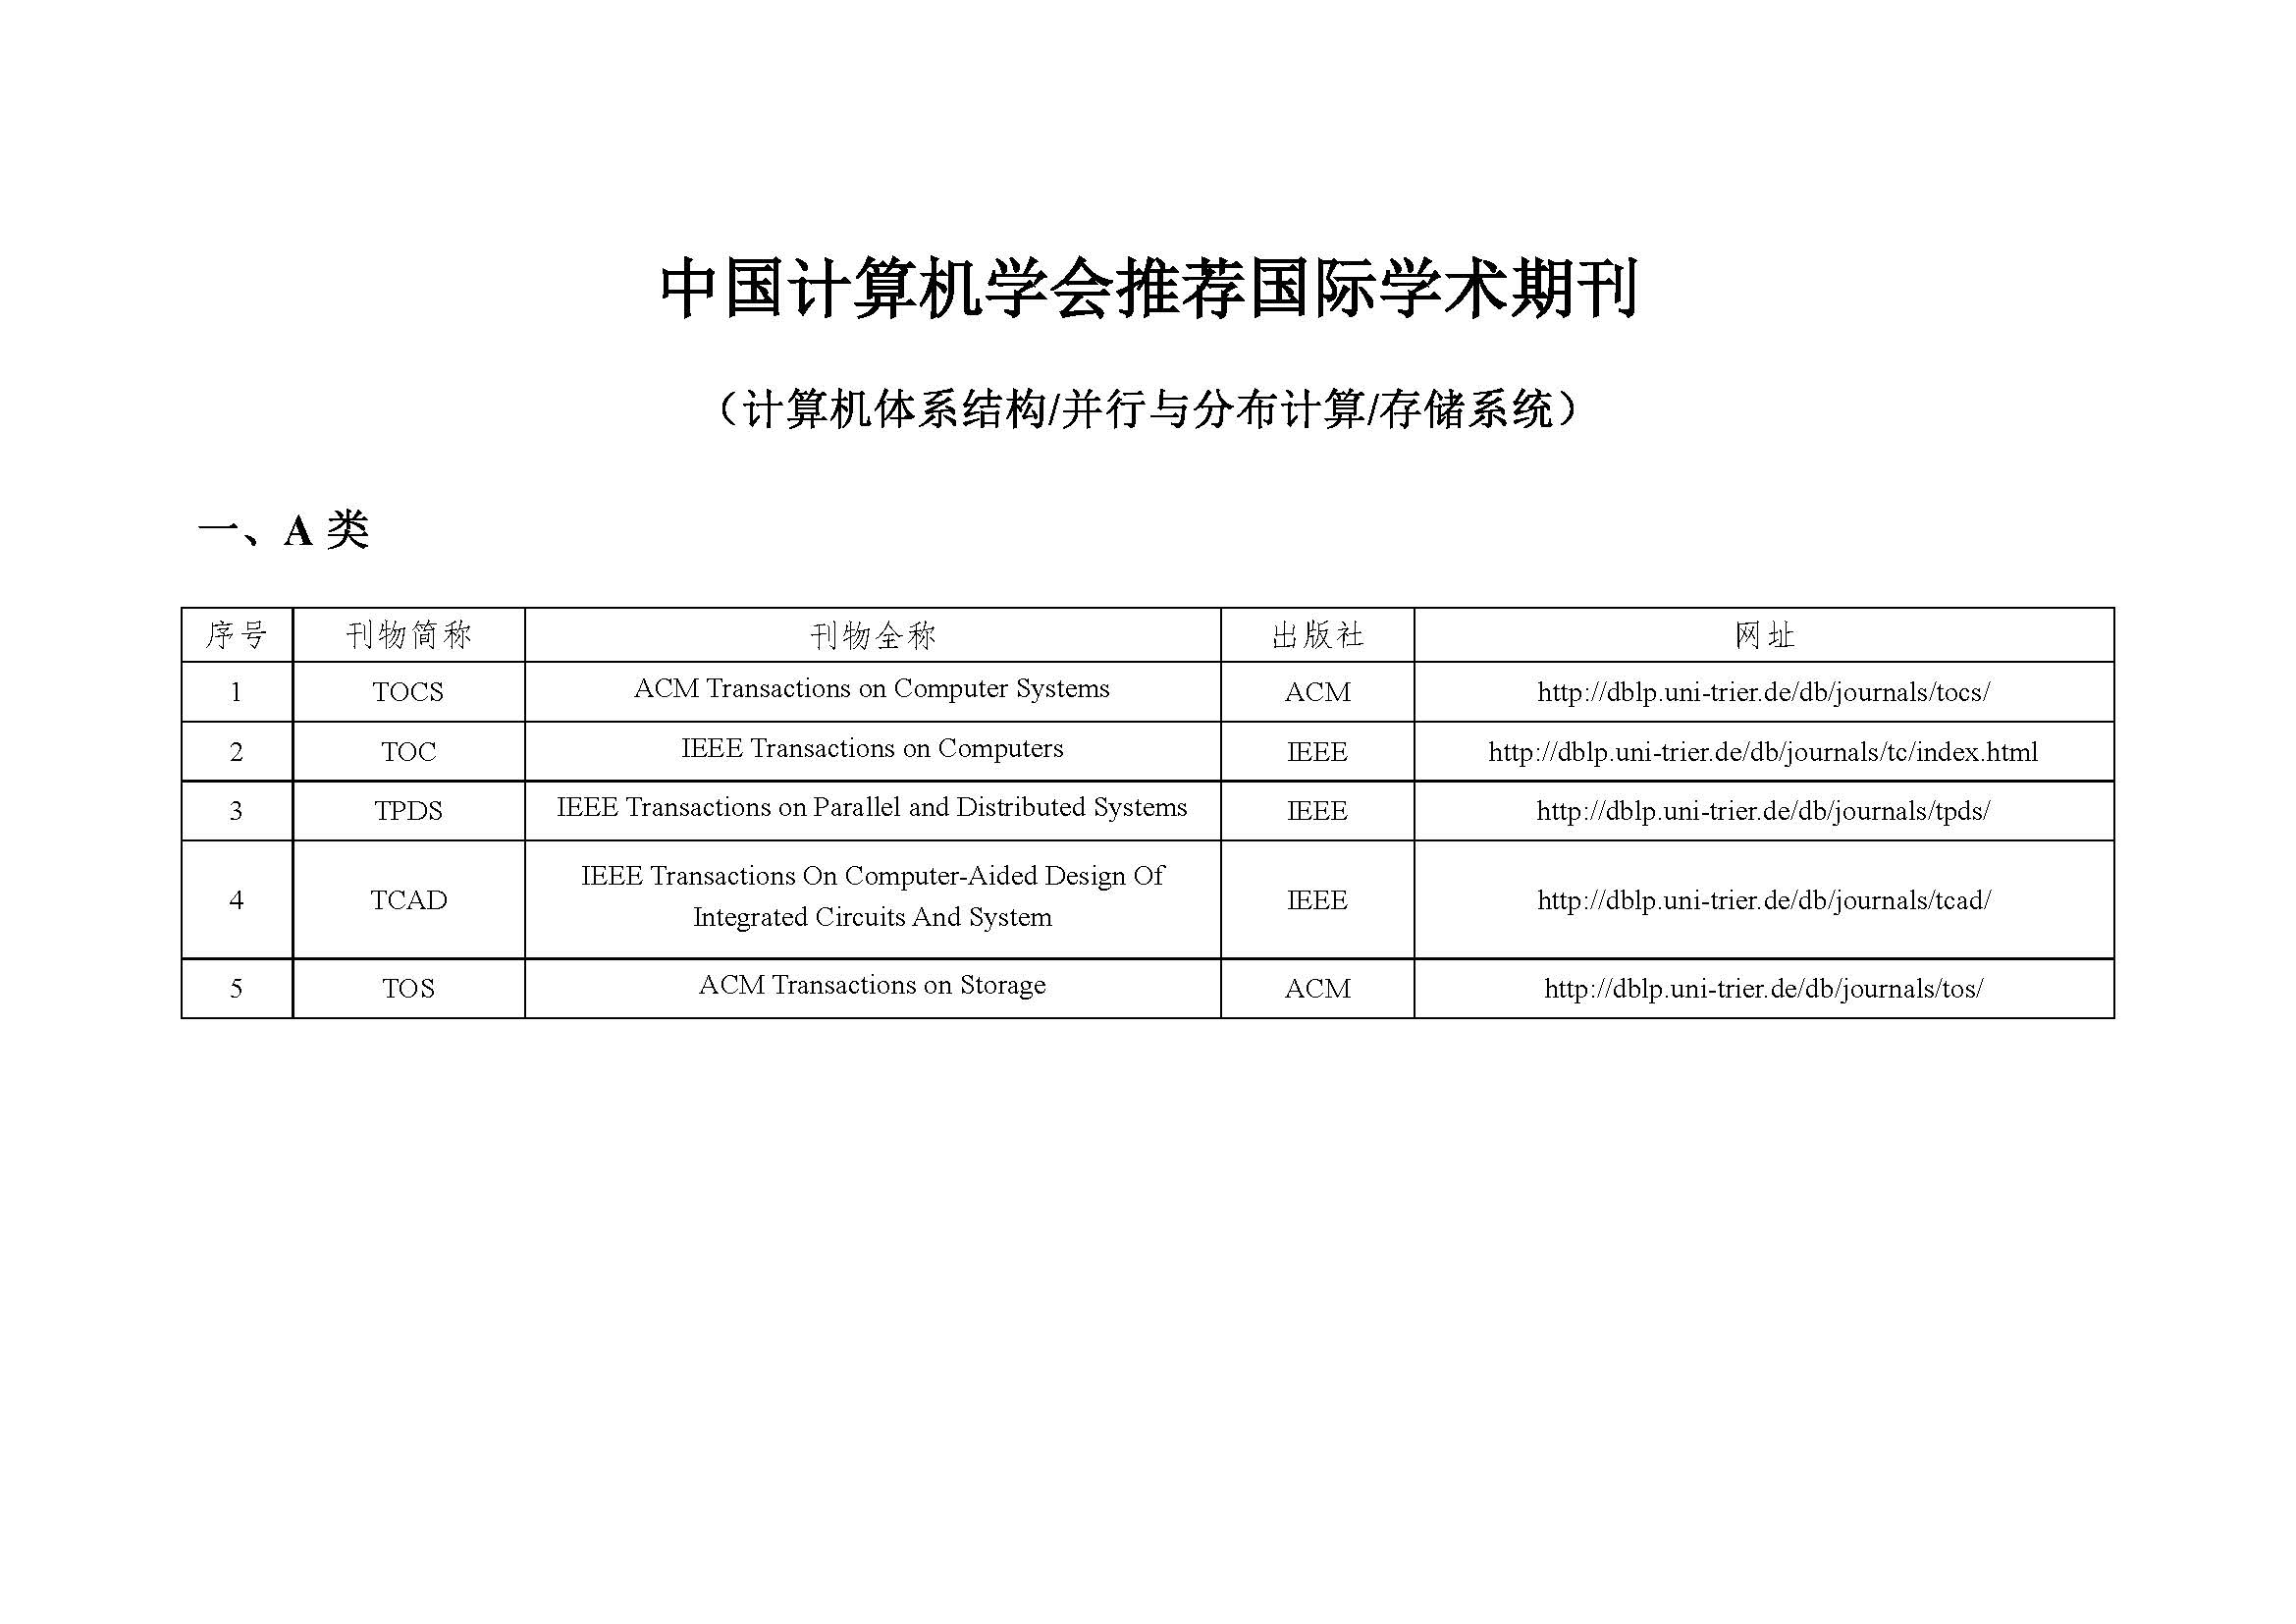 中国计算机学会推荐国际学术期刊
（计算机体系结构/并行与分布计算/存储系统）
一、A 类
序号 刊物简称 刊物全称 出版社 网址
1 TOCS ACM Transactions on Computer Systems ACM http://dblp.uni-trier.de/db/journals/tocs/
2 TOC IEEE Transactions on Computers IEEE http://dblp.uni-trier.de/db/journals/tc/index.html
3 TPDS IEEE Transactions on Parallel and Distributed Systems IEEE http://dblp.uni-trier.de/db/journals/tpds/
4 TCAD IEEE Transactions On Computer-Aided Design Of
Integrated Circuits And System IEEE http://dblp.uni-trier.de/db/journals/tcad/
5 TOS ACM Transactions on Storage ACM http://dblp.uni-trier.de/db/journals/tos/